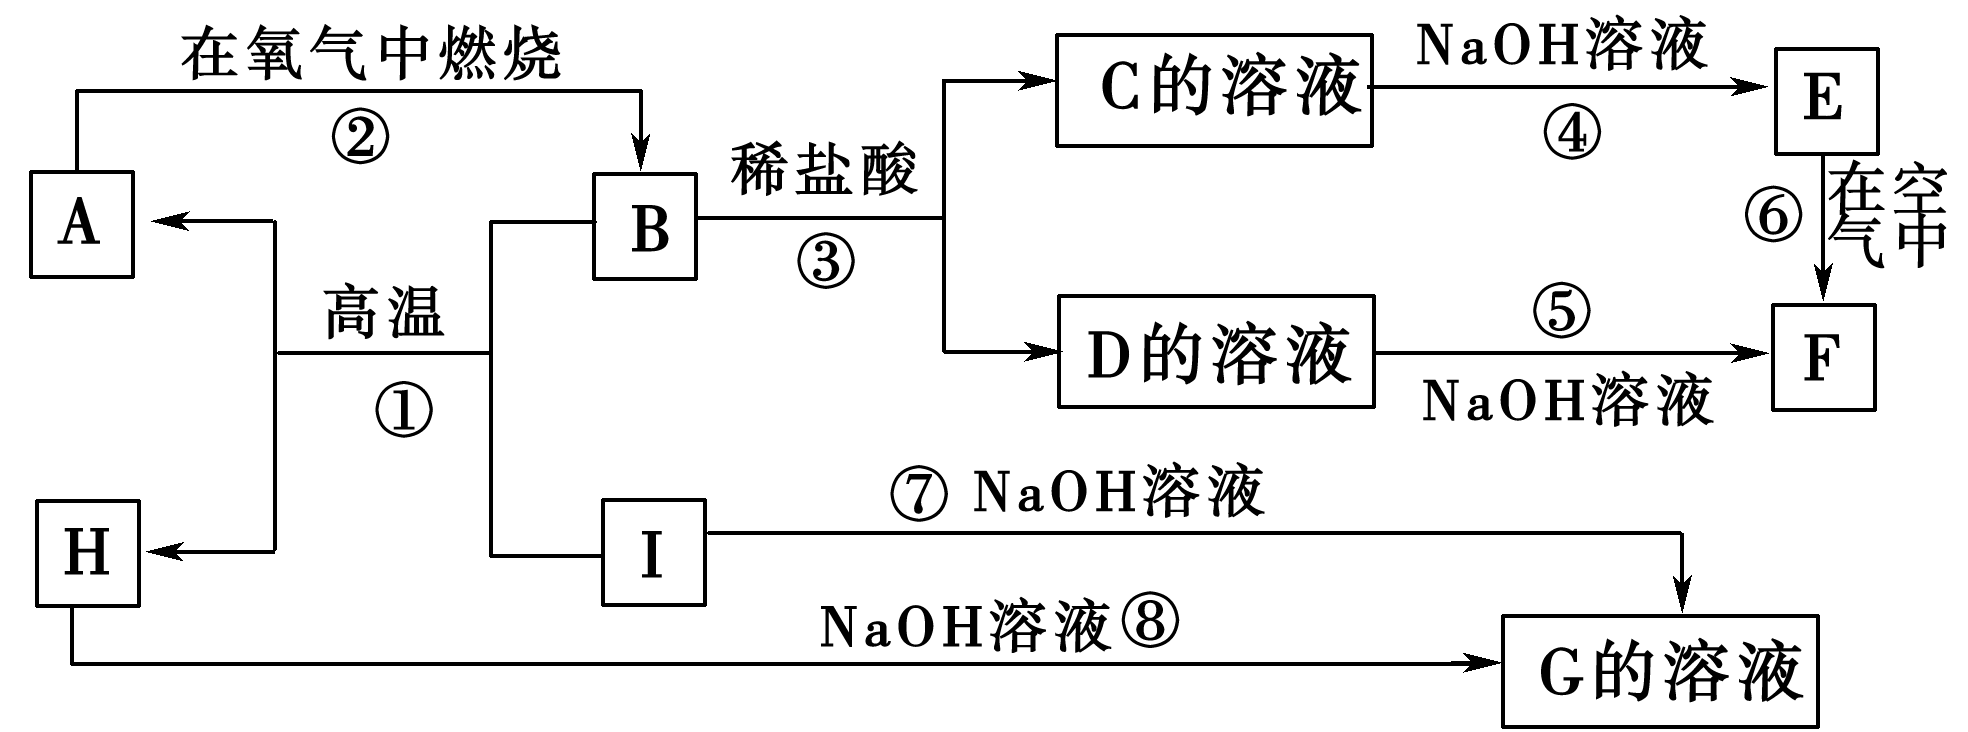 在氧气中燃烧
②
A
B
稀盐酸
③
C的溶液
NaOH溶液
④
E
⑥
在空
气中
高温
①
D的溶液
⑤
NaOH溶液
F
H
I
⑦ NaOH溶液
NaOH溶液⑧
G的溶液